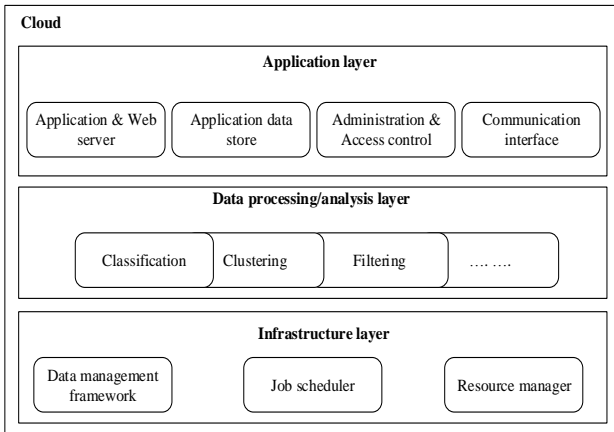 Cloud
Application layer
Application & Web
server
Application data
store
Administration &
Access control
Communication
interface
Data processing/analysis layer
Classification
Clustering
Filtering
.... ....
Infrastructure layer
Data management
framework
Job scheduler
Resource manager